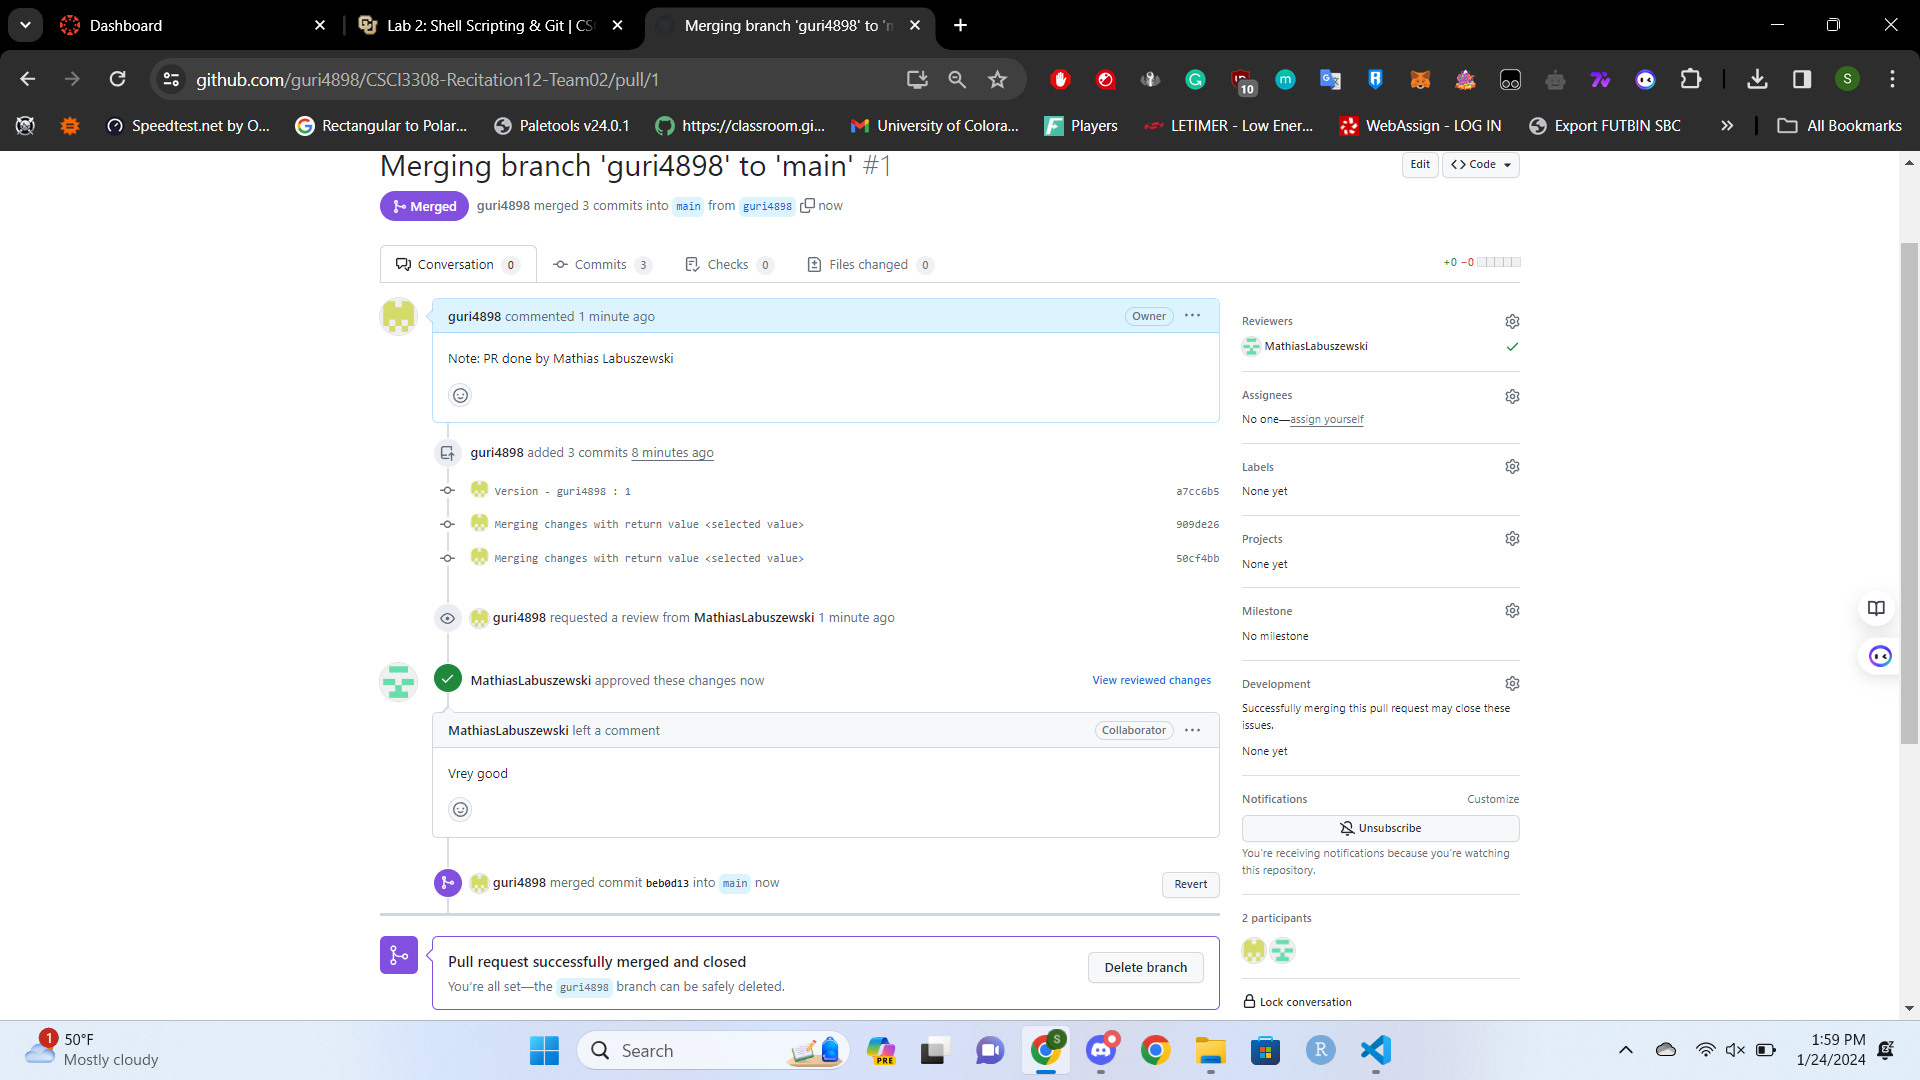 Dashboard
Lab 2: Shell Scripting & Git | CS
Merging branch 'guri4898' to 'm
github.com/guri4898/CSCI3308-Recitation12-Team02/pull/1
10
S
Speedtest.net by O...
Rectangular to Polar...
Paletools v24.0.1
https://classroom.gi...
University of Colora...
Players
LETIMER - Low Ener...
WebAssign - LOG IN
Export FUTBIN SBC
All Bookmarks
Merging branch 'guri4898' to 'main' #1
Edit
<> Code
Merged
guri4898 merged 3 commits into main from guri4898 now
Conversation 0
Commits 3
Checks 0
Files changed 0
+0 −0
guri4898 commented 1 minute ago
Owner
Note: PR done by Mathias Labuszewski
guri4898 added 3 commits 8 minutes ago
Version - guri4898 : 1
a7cc6b5
Merging changes with return value <selected value>
909de26
Merging changes with return value <selected value>
50cf4bb
guri4898 requested a review from MathiasLabuszewski 1 minute ago
MathiasLabuszewski approved these changes now
View reviewed changes
MathiasLabuszewski left a comment
Collaborator
Vrey good
guri4898 merged commit beb0d13 into main now
Revert
Pull request successfully merged and closed
You're all set—the guri4898 branch can be safely deleted.
Delete branch
Reviewers
MathiasLabuszewski
Assignees
No one—assign yourself
Labels
None yet
Projects
None yet
Milestone
No milestone
Development
Successfully merging this pull request may close these
issues.
None yet
Notifications
Customize
Unsubscribe
You're receiving notifications because you're watching
this repository.
2 participants
Lock conversation
1
50°F
Mostly cloudy
Search
PRE
S
R
1:59 PM
1/24/2024